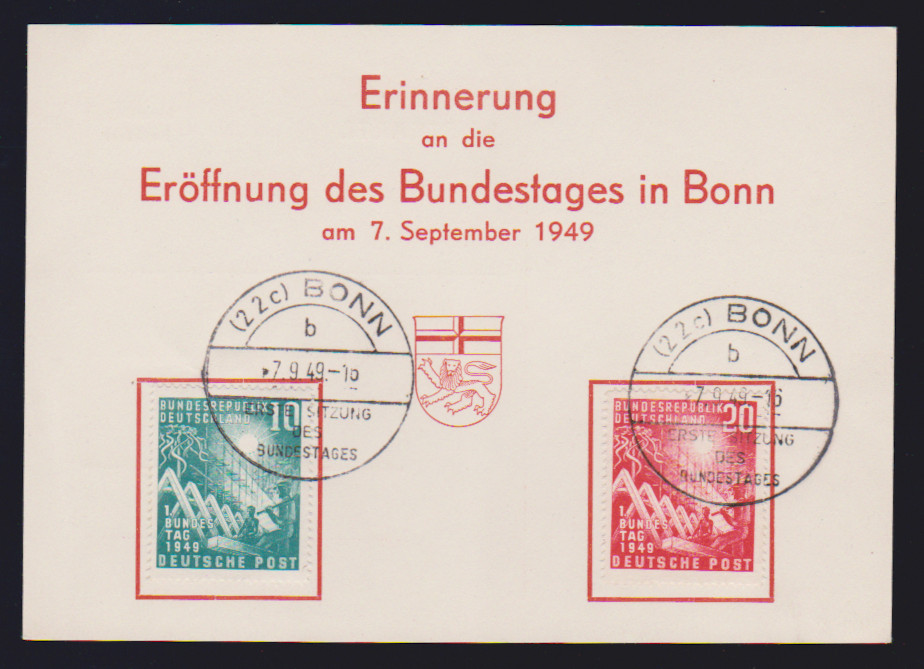 Erinnerung
an die
Eröffnung des Bundestages in Bonn
am 7. September 1949
(22c) BONN
b
7.9.49.-16
ERSTE SITZUNG
DES
BUNDESTAGES
BUNDESREPUBLIK
DEUTSCHLAND
10
1.
BUNDES
TAG
1949
DEUTSCHE POST
(22c) BONN
b
7.9.49.-16
ERSTE SITZUNG
DES
BUNDESTAGES
BUNDESREPUBLIK
DEUTSCHLAND
20
1.
BUNDES
TAG
1949
DEUTSCHE POST